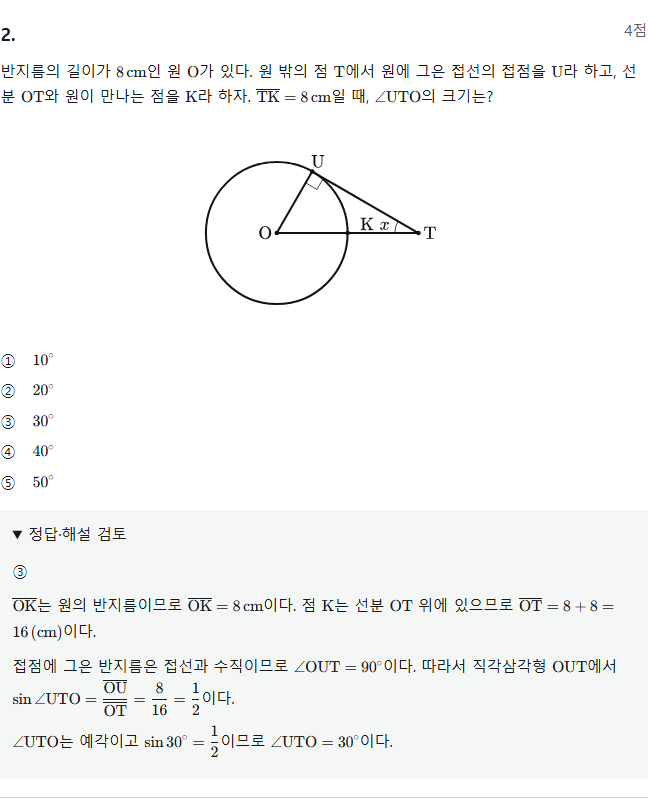 2.
4점
반지름의 길이가 8 cm인 원 O가 있다. 원 밖의 점 T에서 원에 그은 접선의 접점을 U라 하고, 선
분 OT와 원이 만나는 점을 K라 하자. T̅K̅ = 8 cm일 때, ∠UTO의 크기는?
U
O
K x
T
① 10°
② 20°
③ 30°
④ 40°
⑤ 50°
▼ 정답·해설 검토
③
O̅K̅는 원의 반지름이므로 O̅K̅ = 8 cm이다. 점 K는 선분 OT 위에 있으므로 O̅T̅ = 8 + 8 =
16 (cm)이다.
접점에 그은 반지름은 접선과 수직이므로 ∠OUT = 90°이다. 따라서 직각삼각형 OUT에서
sin ∠UTO = O̅U̅/O̅T̅ = 8/16 = 1/2이다.
∠UTO는 예각이고 sin 30° = 1/2이므로 ∠UTO = 30°이다.